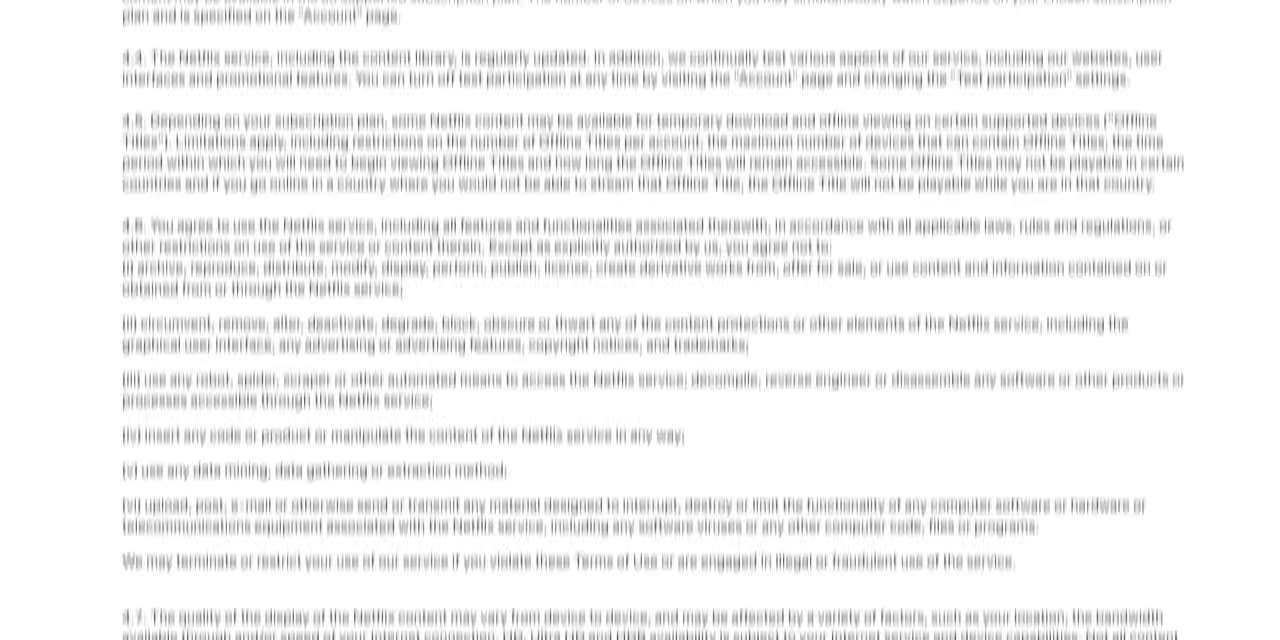 plan and is specified on the "Account" page.
4.4. The Netflix service, including the content library, is regularly updated. In addition, we continually test various aspects of our service, including our websites, user
interfaces and promotional features. You can turn off test participation at any time by visiting the "Account" page and changing the "Test participation" settings.
4.5. Depending on your subscription plan, some Netflix content may be available for temporary download and offline viewing on certain supported devices ("Offline
Titles"). Limitations apply, including restrictions on the number of Offline Titles per account, the maximum number of devices that can contain Offline Titles, the time
period within which you will need to begin viewing Offline Titles and how long the Offline Titles will remain accessible. Some Offline Titles may not be playable in certain
countries and if you go online in a country where you would not be able to stream that Offline Title, the Offline Title will not be playable while you are in that country.
4.6. You agree to use the Netflix service, including all features and functionalities associated therewith, in accordance with all applicable laws, rules and regulations, or
other restrictions on use of the service or content therein. Except as explicitly authorised by us, you agree not to:
(i) archive, reproduce, distribute, modify, display, perform, publish, license, create derivative works from, offer for sale, or use content and information contained on or
obtained from or through the Netflix service;
(ii) circumvent, remove, alter, deactivate, degrade, block, obscure or thwart any of the content protections or other elements of the Netflix service, including the
graphical user interface, any advertising or advertising features, copyright notices, and trademarks;
(iii) use any robot, spider, scraper or other automated means to access the Netflix service; decompile, reverse engineer or disassemble any software or other products or
processes accessible through the Netflix service;
(iv) insert any code or product or manipulate the content of the Netflix service in any way;
(v) use any data mining, data gathering or extraction method;
(vi) upload, post, e-mail or otherwise send or transmit any material designed to interrupt, destroy or limit the functionality of any computer software or hardware or
telecommunications equipment associated with the Netflix service, including any software viruses or any other computer code, files or programs.
We may terminate or restrict your use of our service if you violate these Terms of Use or are engaged in illegal or fraudulent use of the service.
4.7. The quality of the display of the Netflix content may vary from device to device, and may be affected by a variety of factors, such as your location, the bandwidth